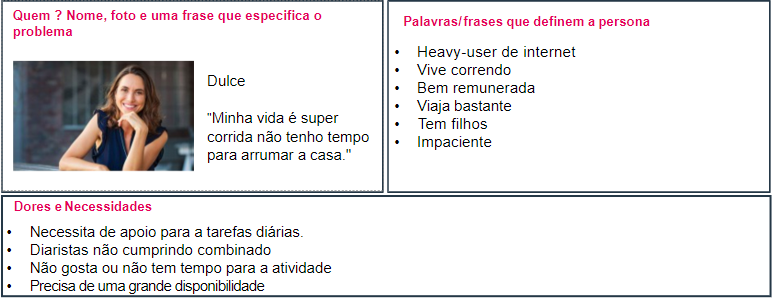 Quem ? Nome, foto e uma frase que especifica o
problema
Dulce
"Minha vida é super
corrida não tenho tempo
para arrumar a casa."
Palavras/frases que definem a persona
• Heavy-user de internet
• Vive correndo
• Bem remunerada
• Viaja bastante
• Tem filhos
• Impaciente
Dores e Necessidades
• Necessita de apoio para a tarefas diárias.
• Diaristas não cumprindo combinado
• Não gosta ou não tem tempo para a atividade
• Precisa de uma grande disponibilidade